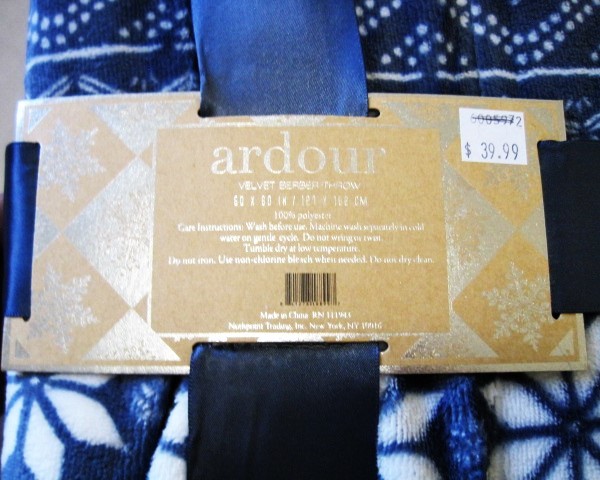 6005972
$ 39.99
ardour
VELVET BERBER THROW
60 X 60 IN / 152 X 152 CM
100% polyester
Care Instructions: Wash before use. Machine wash separately in cold
water on gentle cycle. Do not wring or twist.
Tumble dry at low temperature.
Do not iron. Use non-chlorine bleach when needed. Do not dry clean.
Made in China RN 111943
Northpoint Trading, Inc. New York, NY 10016